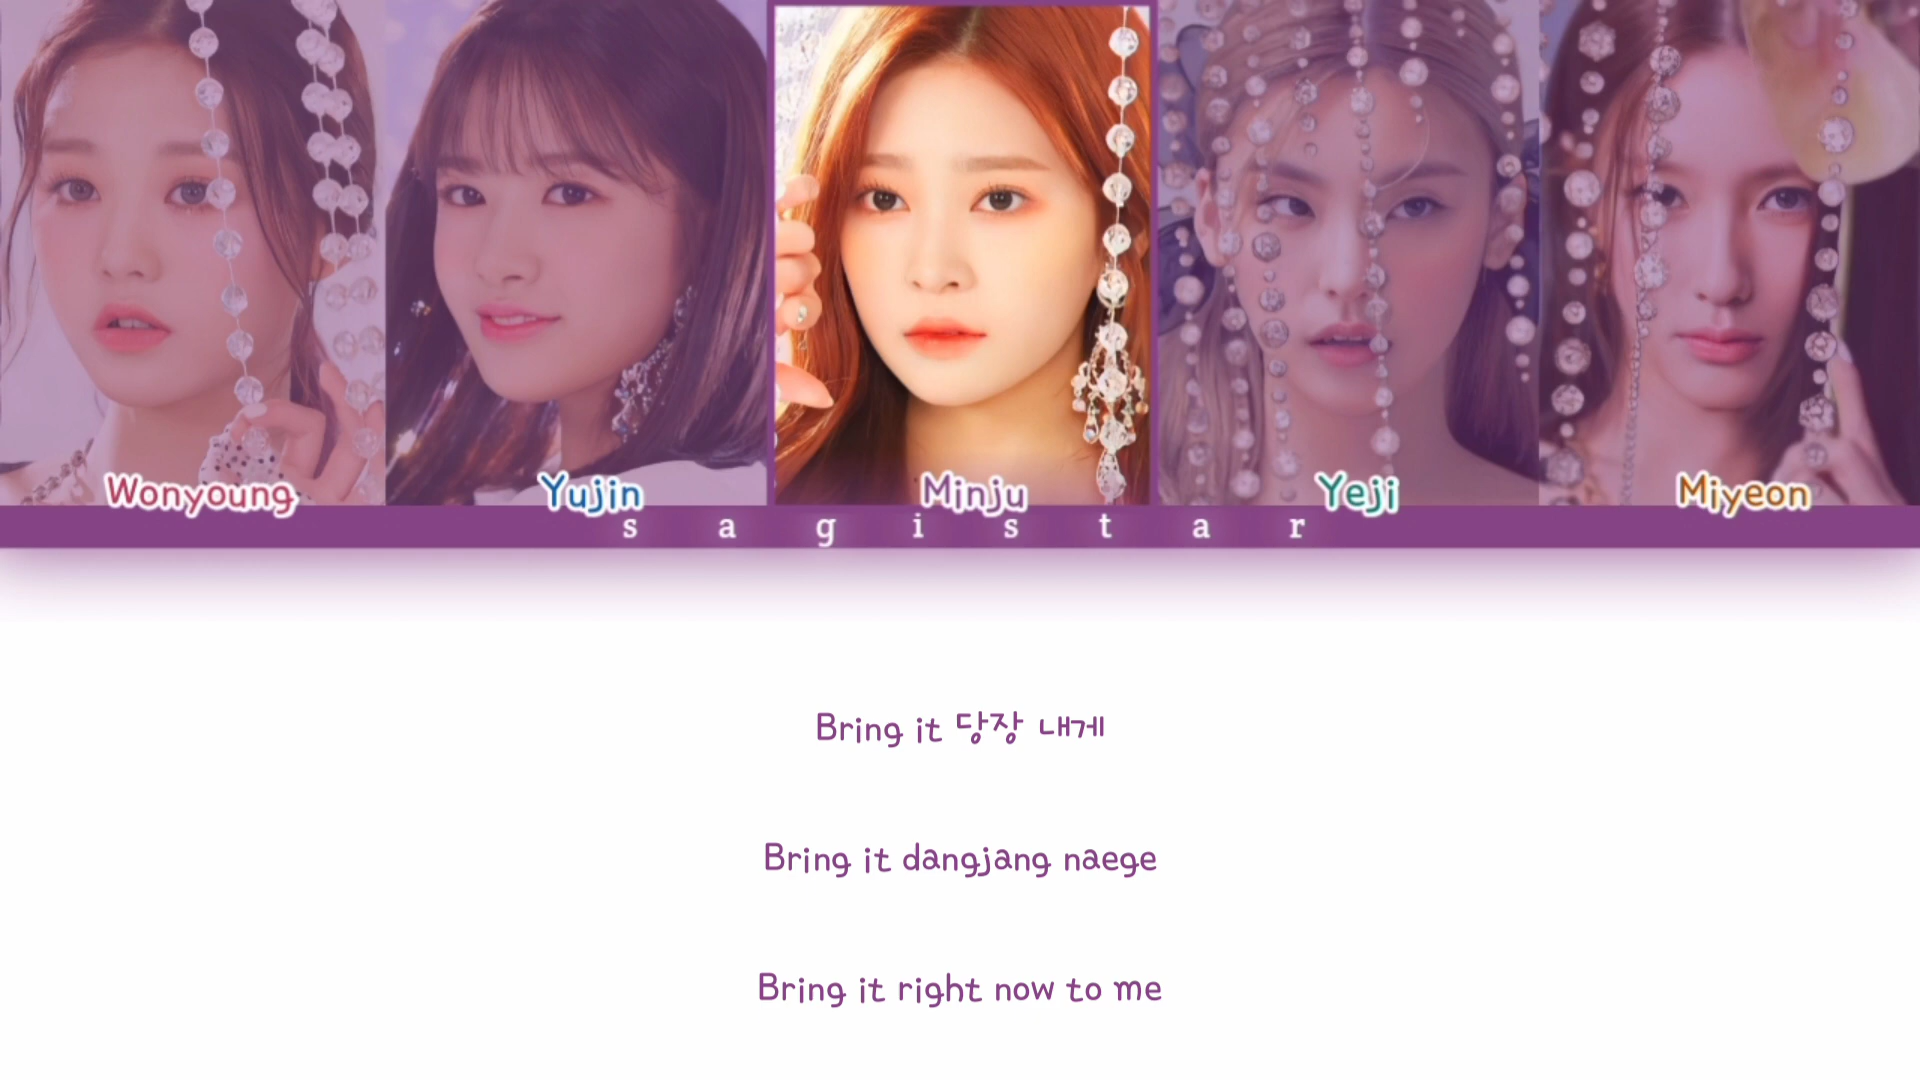 Wonyoung Yujin Minju Yeji Miyeon
s a g i s t a r
Bring it 당장 내게
Bring it dangjang naege
Bring it right now to me